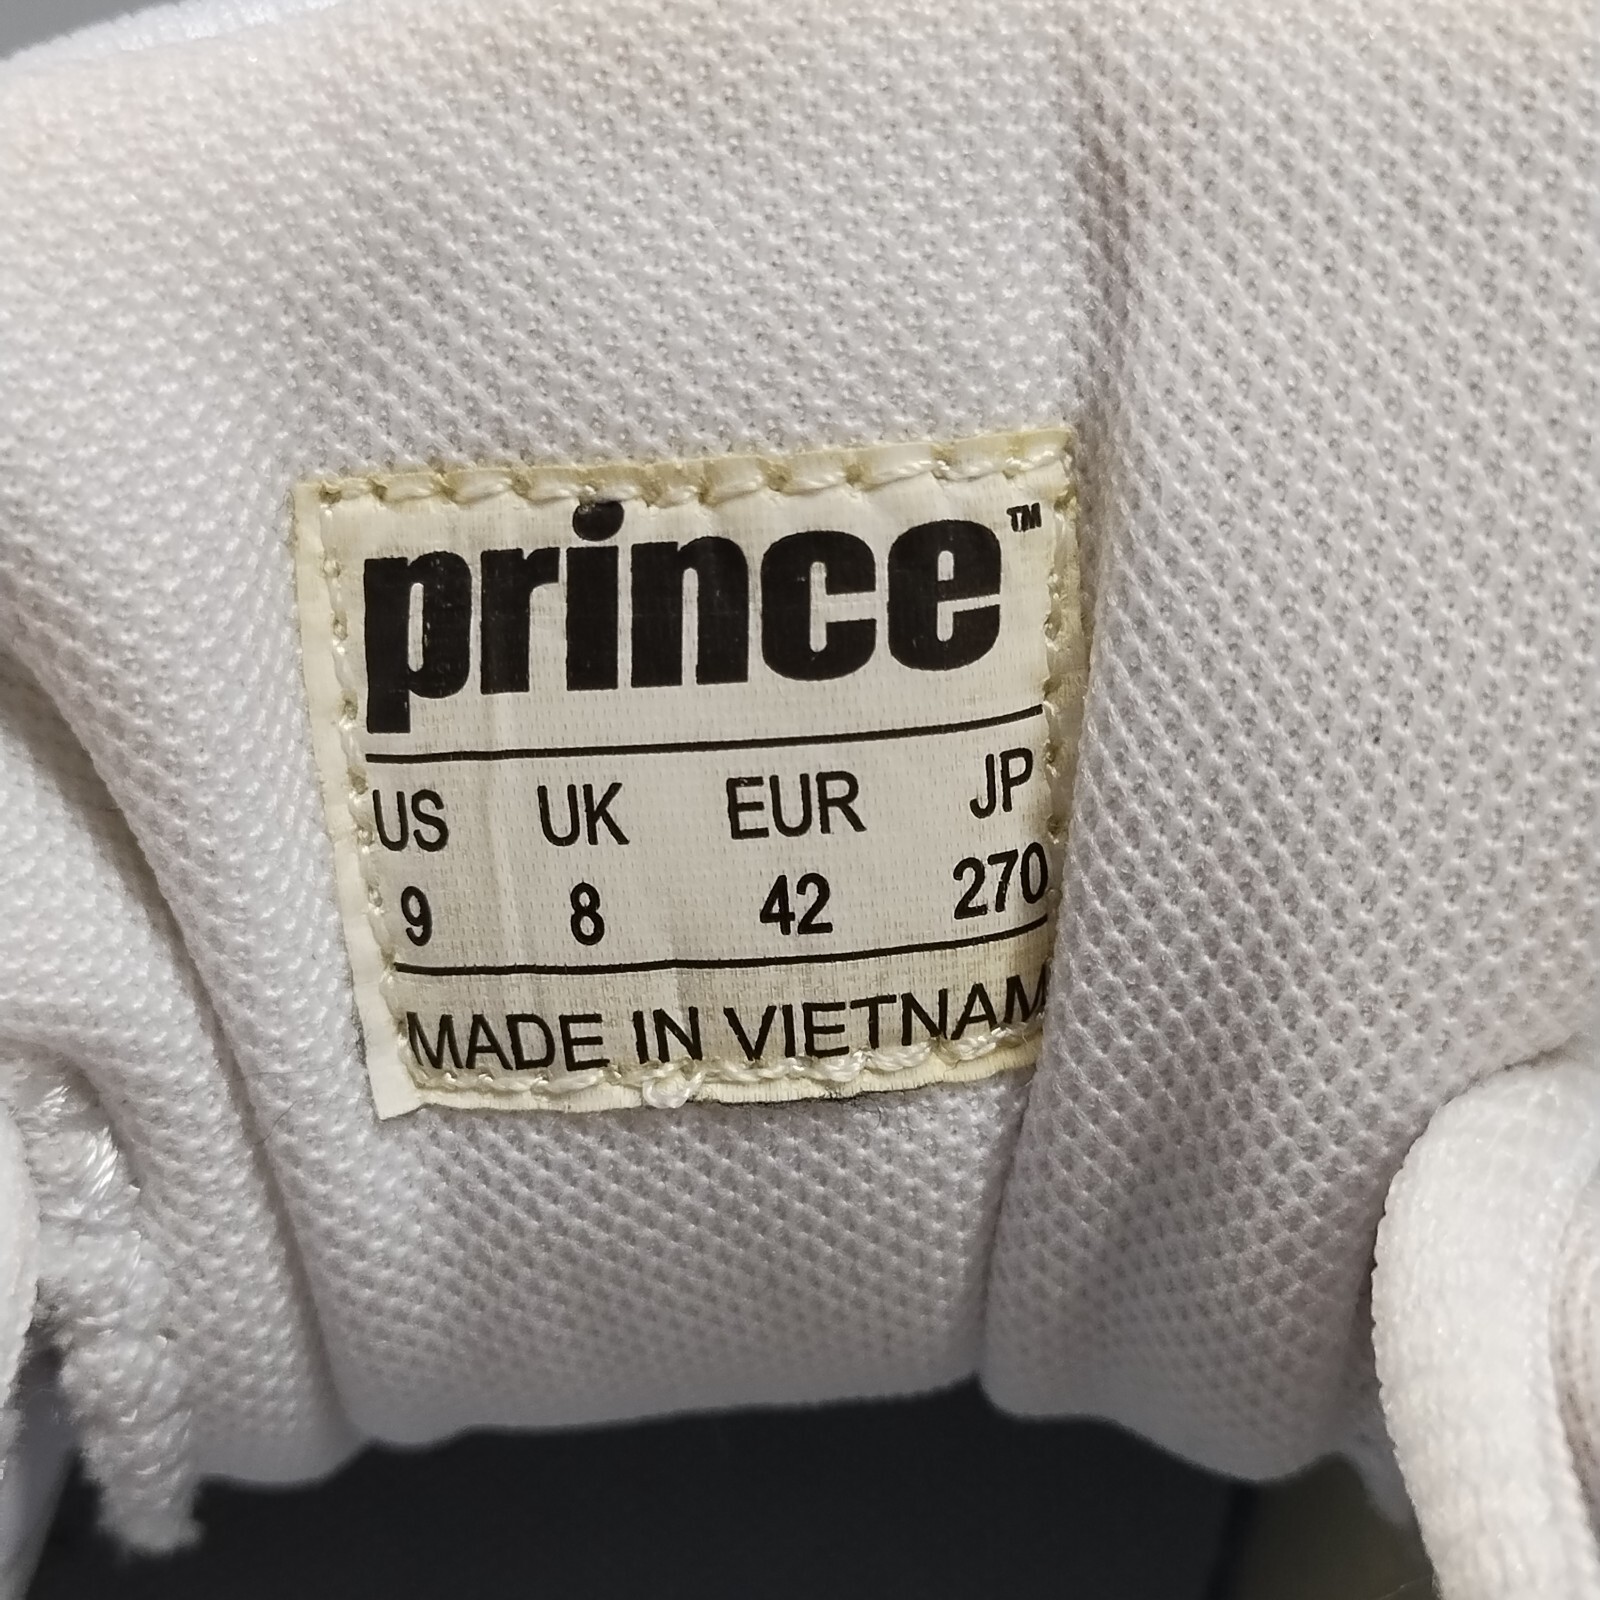 prince™
US UK EUR JP
9 8 42 270
MADE IN VIETNAM